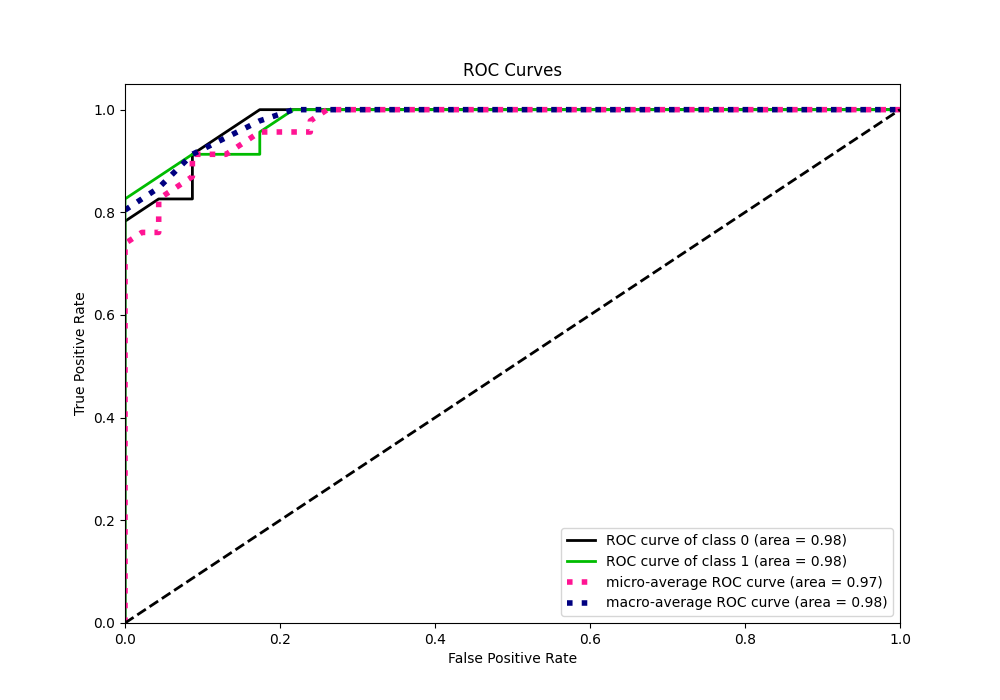 ROC Curves
1.0
0.8
0.6
0.4
0.2
0.0
True Positive Rate
ROC curve of class 0 (area = 0.98)
ROC curve of class 1 (area = 0.98)
micro-average ROC curve (area = 0.97)
macro-average ROC curve (area = 0.98)
0.0 0.2 0.4 0.6 0.8 1.0
False Positive Rate